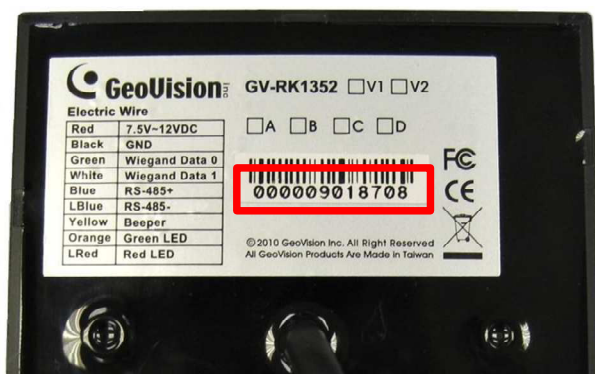 GeoVision Inc
GV-RK1352 V1 V2
Electric Wire
Red 7.5V~12VDC
Black GND
Green Wiegand Data 0
White Wiegand Data 1
Blue RS-485+
LBlue RS-485-
Yellow Beeper
Orange Green LED
LRed Red LED
A B C D
000009018708
FC
CE
©2010 GeoVision Inc. All Right Reserved
All GeoVision Products Are Made in Taiwan